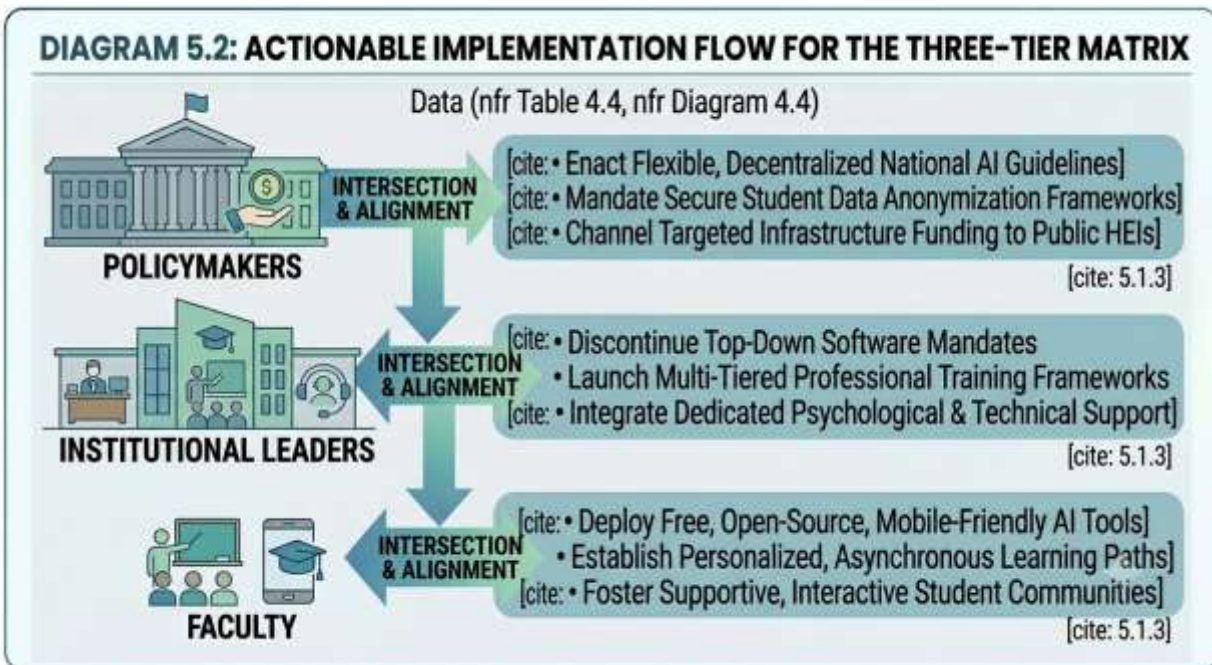 DIAGRAM 5.2: ACTIONABLE IMPLEMENTATION FLOW FOR THE THREE-TIER MATRIX
Data (nfr Table 4.4, nfr Diagram 4.4)
$
POLICYMAKERS
INTERSECTION
& ALIGNMENT
[cite: • Enact Flexible, Decentralized National AI Guidelines]
[cite: • Mandate Secure Student Data Anonymization Frameworks]
[cite: • Channel Targeted Infrastructure Funding to Public HEIs]
[cite: 5.1.3]
INSTITUTIONAL LEADERS
INTERSECTION
& ALIGNMENT
[cite: • Discontinue Top-Down Software Mandates
• Launch Multi-Tiered Professional Training Frameworks
[cite: • Integrate Dedicated Psychological & Technical Support]
[cite: 5.1.3]
FACULTY
INTERSECTION
& ALIGNMENT
[cite: • Deploy Free, Open-Source, Mobile-Friendly AI Tools]
• Establish Personalized, Asynchronous Learning Paths]
[cite: • Foster Supportive, Interactive Student Communities]
[cite: 5.1.3]